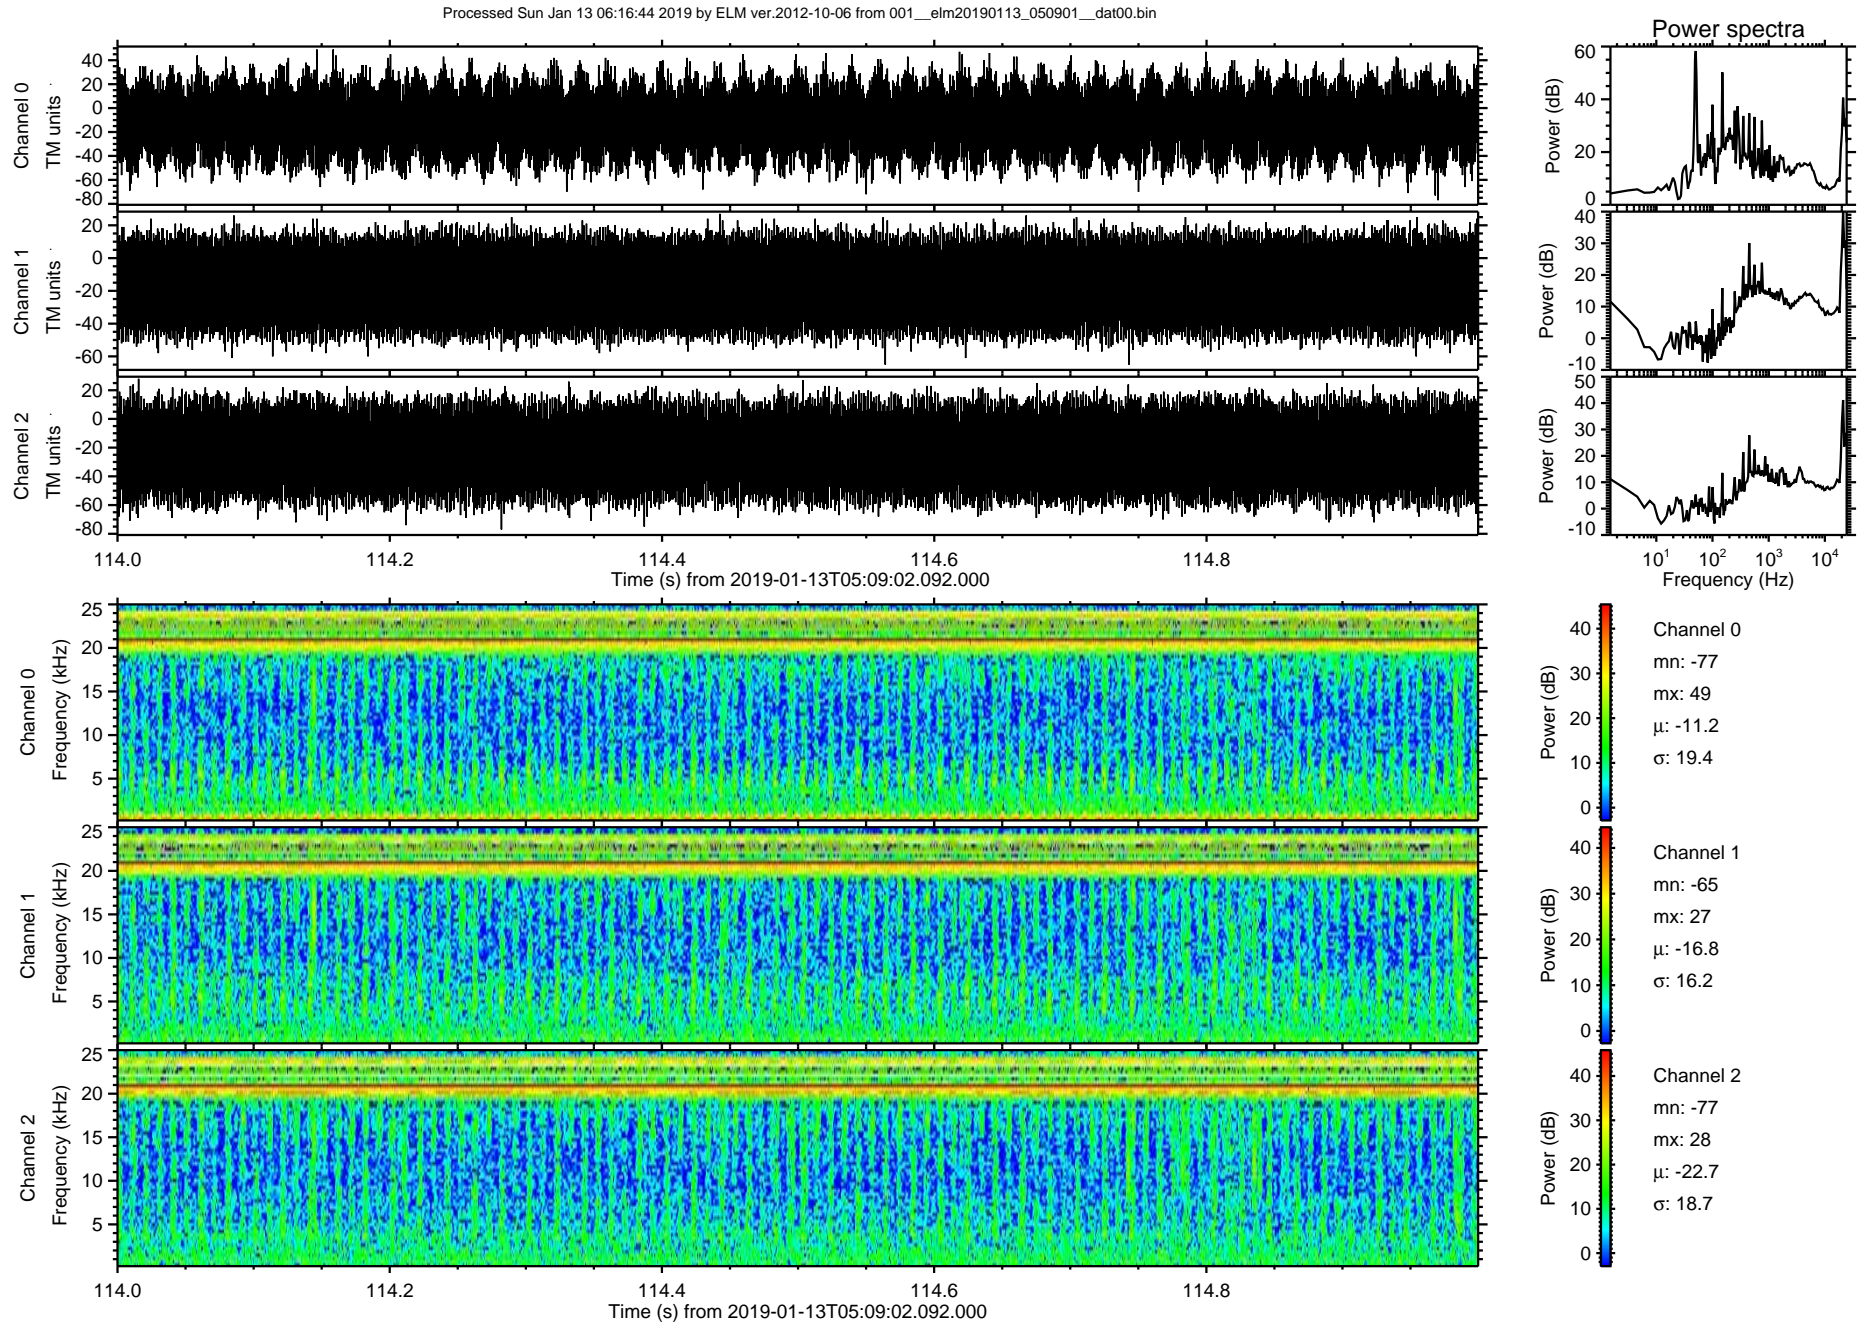 Processed Sun Jan 13 06:16:44 2019 by ELM ver.2012-10-06 from 001__elm20190113_050901__dat00.bin
Power spectra
Channel 0
TM units
40
20
0
-20
-40
-60
-80
Power (dB)
60
40
20
0
Channel 1
TM units
20
0
-20
-40
-60
Power (dB)
40
30
20
10
0
-10
Channel 2
TM units
20
0
-20
-40
-60
-80
Power (dB)
50
40
30
20
10
0
-10
114.0 114.2 114.4 114.6 114.8
Time (s) from 2019-01-13T05:09:02.092.000
10¹ 10² 10³ 10⁴
Frequency (Hz)
Channel 0
Frequency (kHz)
25
20
15
10
5
Power (dB)
40
30
20
10
0
Channel 0
mn: -77
mx: 49
μ: -11.2
σ: 19.4
Channel 1
Frequency (kHz)
25
20
15
10
5
Power (dB)
40
30
20
10
0
Channel 1
mn: -65
mx: 27
μ: -16.8
σ: 16.2
Channel 2
Frequency (kHz)
25
20
15
10
5
Power (dB)
40
30
20
10
0
Channel 2
mn: -77
mx: 28
μ: -22.7
σ: 18.7
114.0 114.2 114.4 114.6 114.8
Time (s) from 2019-01-13T05:09:02.092.000